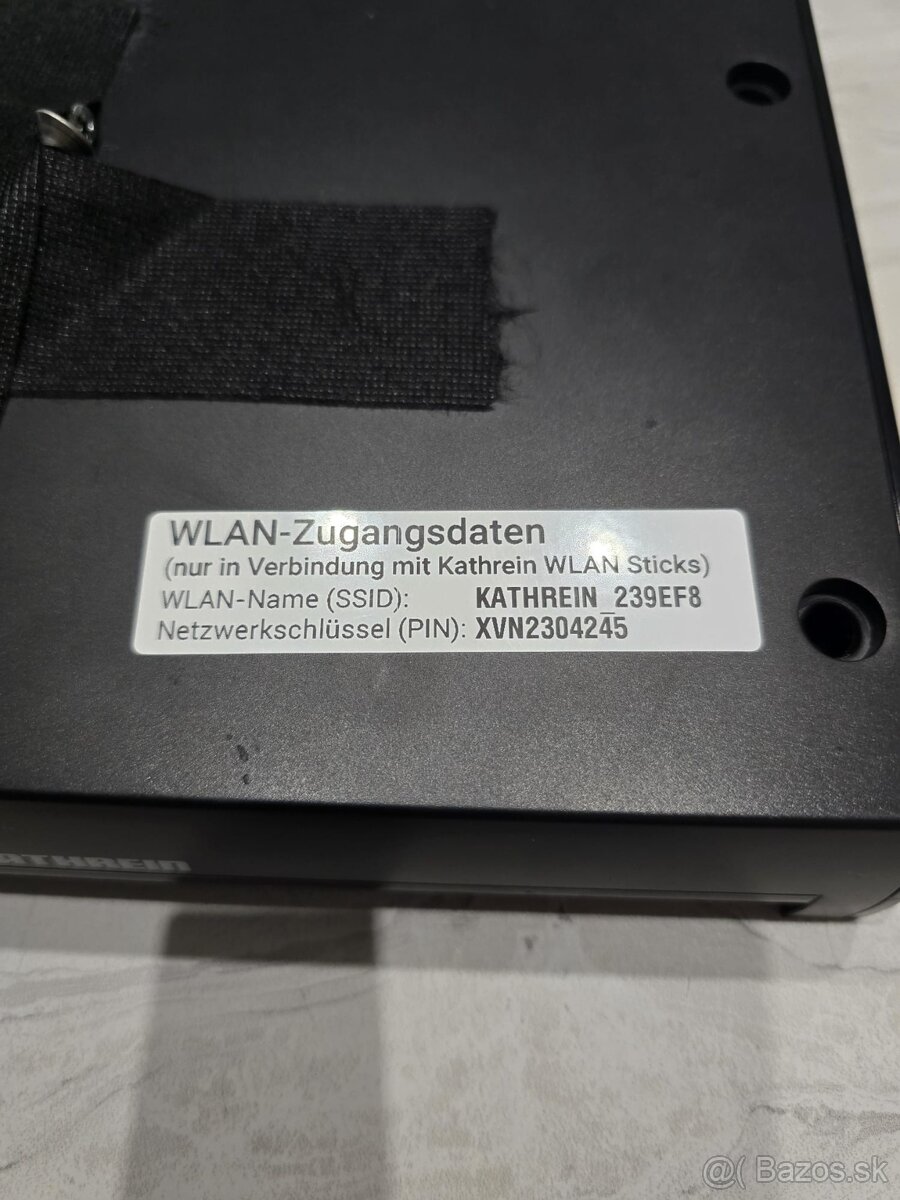 WLAN-Zugangsdaten
(nur in Verbindung mit Kathrein WLAN Sticks)
WLAN-Name (SSID): KATHREIN_239EF8
Netzwerkschlüssel (PIN): XVN2304245
KATHREIN
@( Bazos.sk